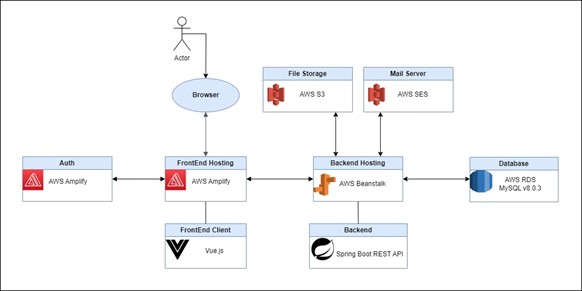 Actor
File Storage
AWS S3
Mail Server
AWS SES
Browser
Auth
AWS Amplify
FrontEnd Hosting
AWS Amplify
Backend Hosting
AWS Beanstalk
Database
AWS RDS
MySQL v8.0.3
FrontEnd Client
Vue.js
Backend
Spring Boot REST API